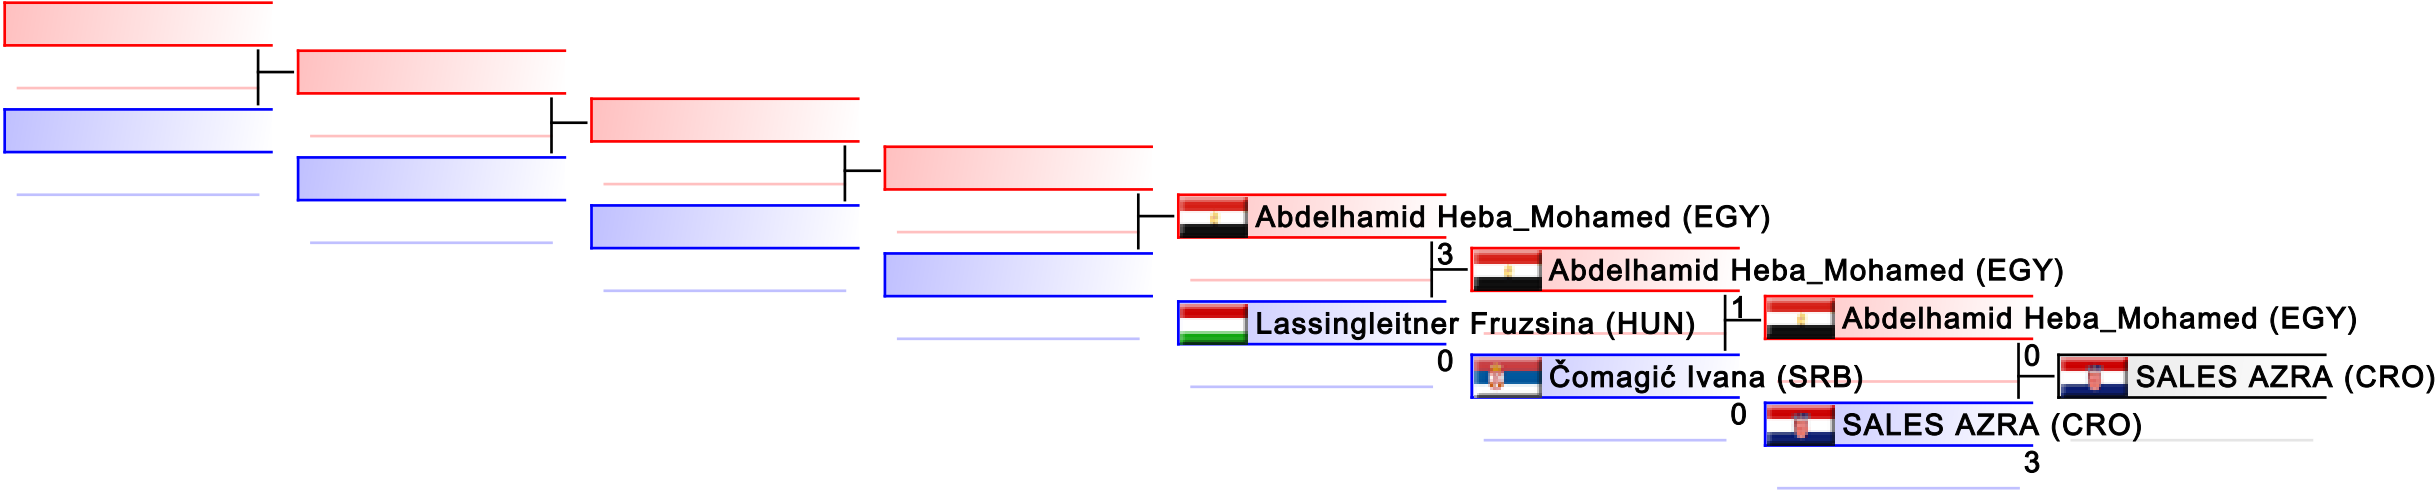 Abdelhamid Heba_Mohamed (EGY)
3
Abdelhamid Heba_Mohamed (EGY)
1
Abdelhamid Heba_Mohamed (EGY)
Lassingleitner Fruzsina (HUN)
0
0
Čomagić Ivana (SRB)
SALES AZRA (CRO)
0
SALES AZRA (CRO)
3